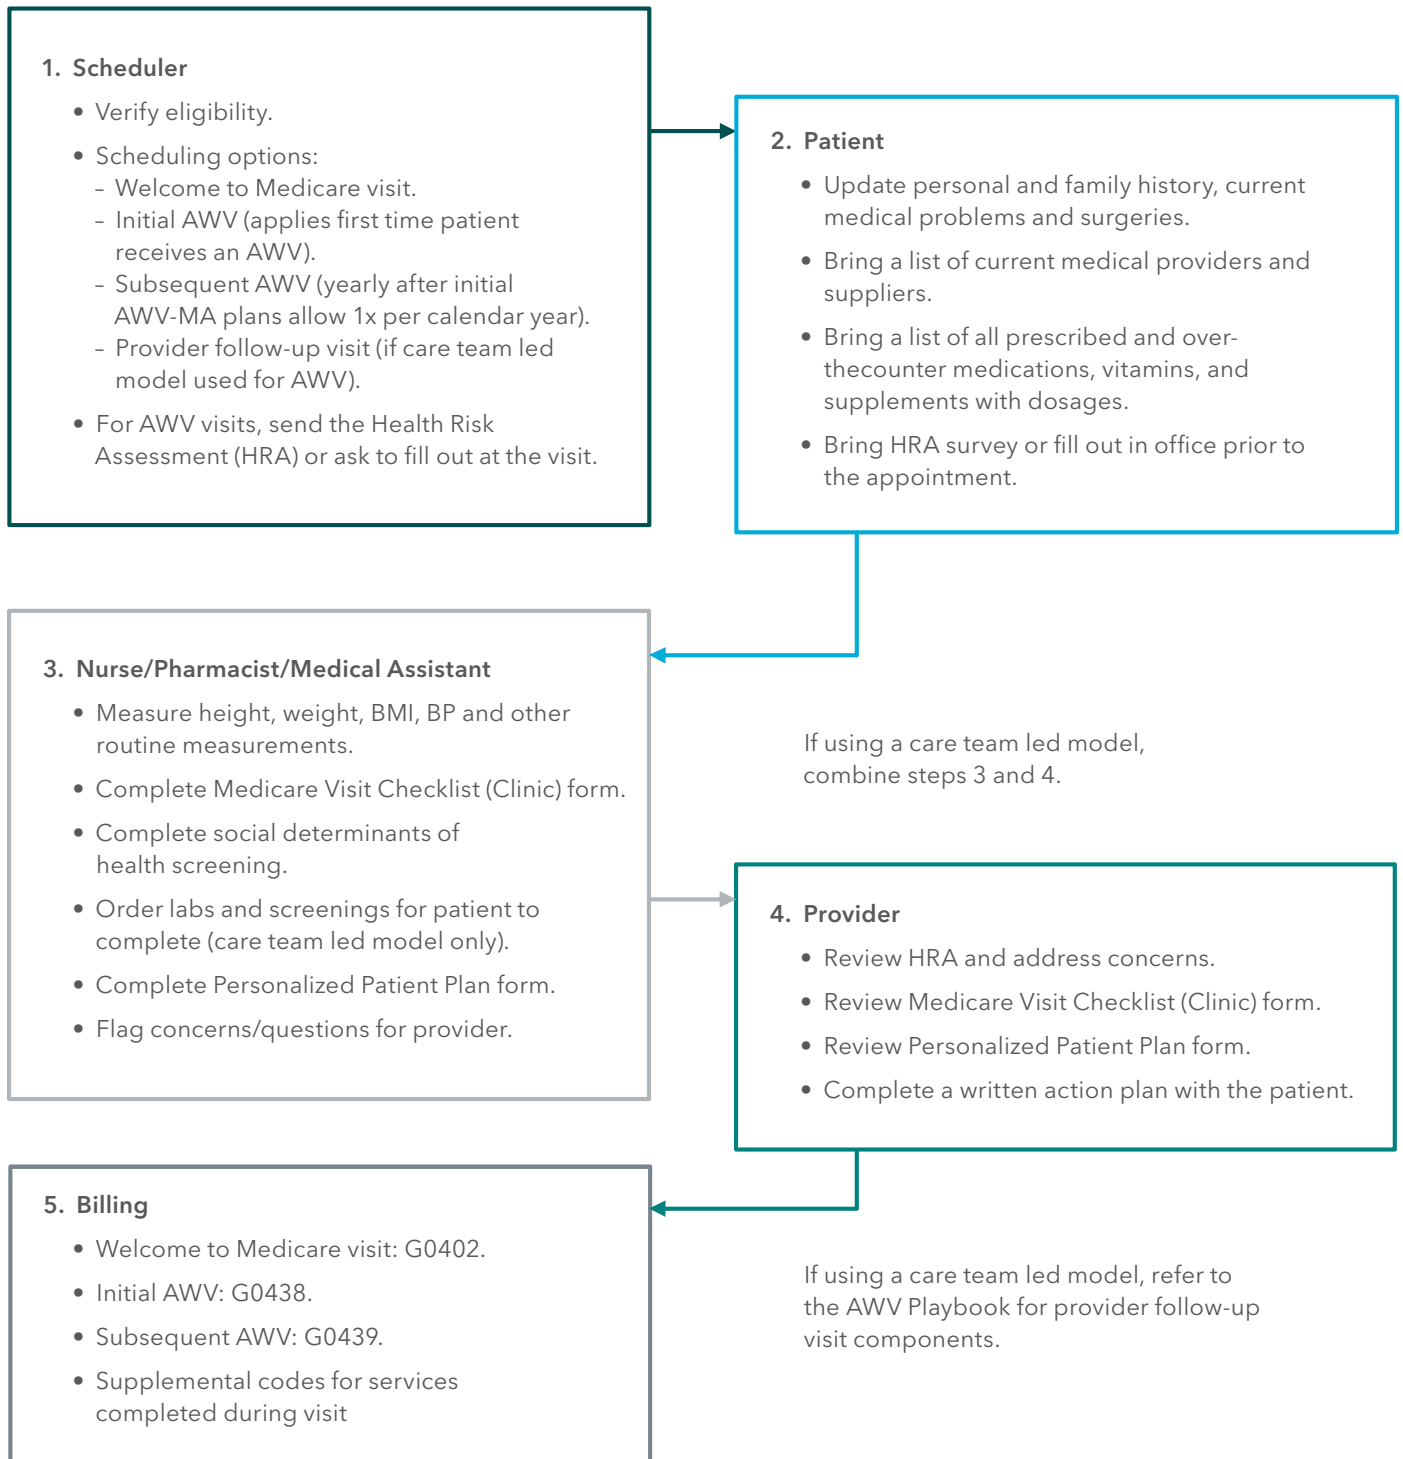 1. Scheduler
• Verify eligibility.
• Scheduling options:
– Welcome to Medicare visit.
– Initial AWV (applies first time patient
receives an AWV).
– Subsequent AWV (yearly after initial
AWV-MA plans allow 1x per calendar year).
– Provider follow-up visit (if care team led
model used for AWV).
• For AWV visits, send the Health Risk
Assessment (HRA) or ask to fill out at the visit.
2. Patient
• Update personal and family history, current
medical problems and surgeries.
• Bring a list of current medical providers and
suppliers.
• Bring a list of all prescribed and over-
thecounter medications, vitamins, and
supplements with dosages.
• Bring HRA survey or fill out in office prior to
the appointment.
3. Nurse/Pharmacist/Medical Assistant
• Measure height, weight, BMI, BP and other
routine measurements.
• Complete Medicare Visit Checklist (Clinic) form.
• Complete social determinants of
health screening.
• Order labs and screenings for patient to
complete (care team led model only).
• Complete Personalized Patient Plan form.
• Flag concerns/questions for provider.
If using a care team led model,
combine steps 3 and 4.
4. Provider
• Review HRA and address concerns.
• Review Medicare Visit Checklist (Clinic) form.
• Review Personalized Patient Plan form.
• Complete a written action plan with the patient.
5. Billing
• Welcome to Medicare visit: G0402.
• Initial AWV: G0438.
• Subsequent AWV: G0439.
• Supplemental codes for services
completed during visit
If using a care team led model, refer to
the AWV Playbook for provider follow-up
visit components.